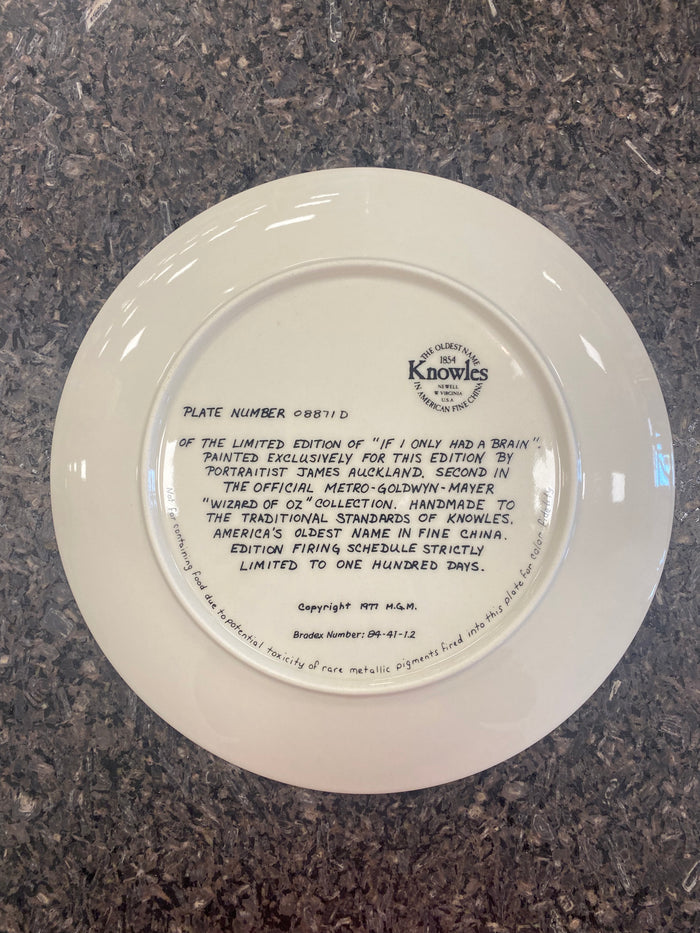 THE OLDEST NAME
1854
Knowles
NEWELL
W VIRGINIA
U.S.A
IN AMERICAN FINE CHINA
PLATE NUMBER 08871D
OF THE LIMITED EDITION OF "IF I ONLY HAD A BRAIN".
PAINTED EXCLUSIVELY FOR THIS EDITION BY
PORTRAITIST JAMES AUCKLAND. SECOND IN
THE OFFICIAL METRO-GOLDWYN-MAYER
"WIZARD OF OZ" COLLECTION. HANDMADE TO
THE TRADITIONAL STANDARDS OF KNOWLES,
AMERICA'S OLDEST NAME IN FINE CHINA.
EDITION FIRING SCHEDULE STRICTLY
LIMITED TO ONE HUNDRED DAYS.
Copyright 1977 M.G.M.
Bradex Number: 84-41-1.2
Not for containing food due to potential toxicity of rare metallic pigments fired into this plate for color fidelity